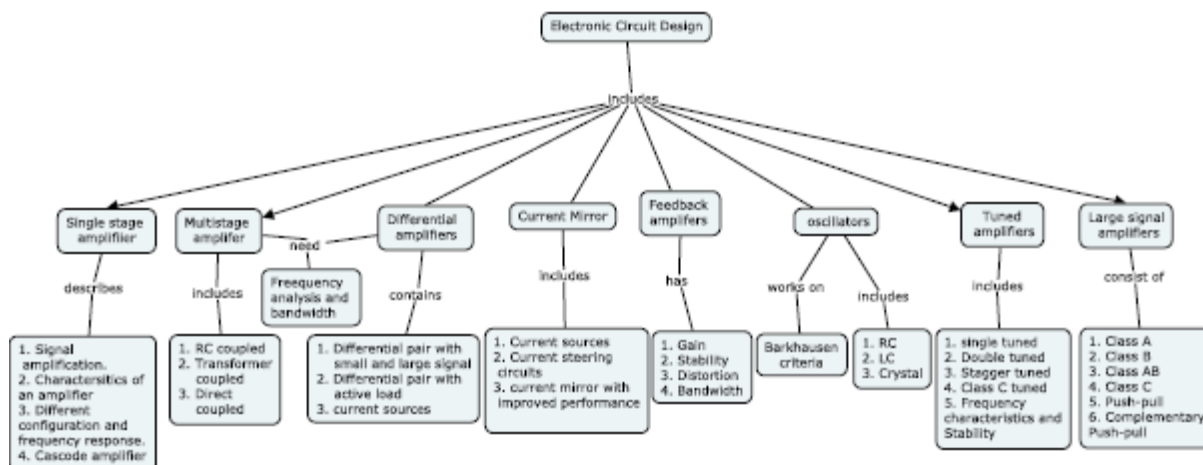 Electronic Circuit Design
includes
Single stage
amplifiier
Multistage
amplifer
Differential
amplifiers
Current Mirror
Feedback
amplifers
oscillators
Tuned
amplifiers
Large signal
amplifiers
need
Freequency
analysis and
bandwidth
describes
includes
contains
includes
has
works on
includes
includes
consist of
1. Signal
amplification.
2. Charactersitics of
an amplifier
3. Different
configuration and
frequency response.
4. Cascode amplifier
1. RC coupled
2. Transformer
coupled
3. Direct
coupled
1. Differential pair with
small and large signal
2. Differential pair with
active load
3. current sources
1. Current sources
2. Current steering
circuits
3. current mirror with
improved performance
1. Gain
2. Stability
3. Distortion
4. Bandwidth
Barkhausen
criteria
1. RC
2. LC
3. Crystal
1. single tuned
2. Double tuned
3. Stagger tuned
4. Class C tuned
5. Frequency
characteristics and
Stability
1. Class A
2. Class B
3. Class AB
4. Class C
5. Push-pull
6. Complementary
Push-pull